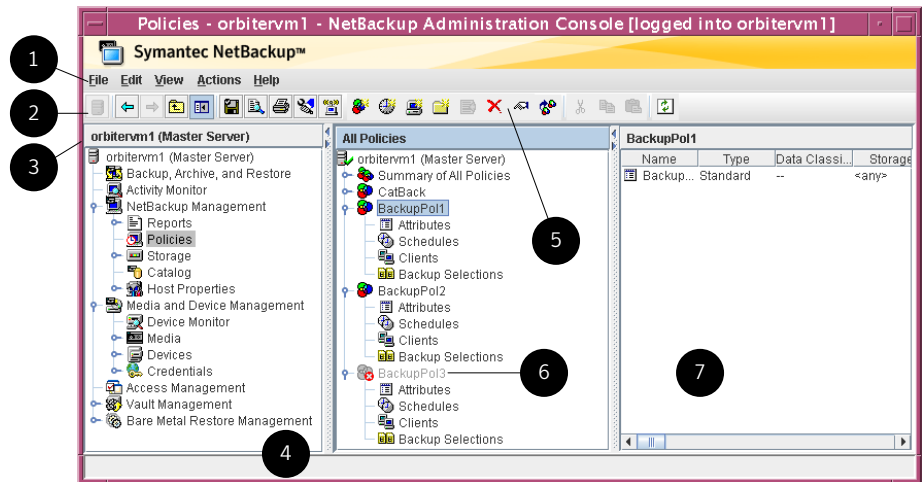 Policies - orbitervm1 - NetBackup Administration Console [logged into orbitervm1]
Symantec NetBackup™
1
File Edit View Actions Help
2
3
orbitervm1 (Master Server)
orbitervm1 (Master Server)
Backup, Archive, and Restore
Activity Monitor
NetBackup Management
Reports
Policies
Storage
Catalog
Host Properties
Media and Device Management
Device Monitor
Media
Devices
Credentials
Access Management
Vault Management
Bare Metal Restore Management
4
All Policies
orbitervm1 (Master Server)
Summary of All Policies
CatBack
BackupPol1
Attributes
Schedules
Clients
Backup Selections
BackupPol2
Attributes
Schedules
Clients
Backup Selections
BackupPol3
Attributes
Schedules
Clients
Backup Selections
5
6
BackupPol1
Name Type Data Classi... Storage
Backup... Standard -- <any>
7